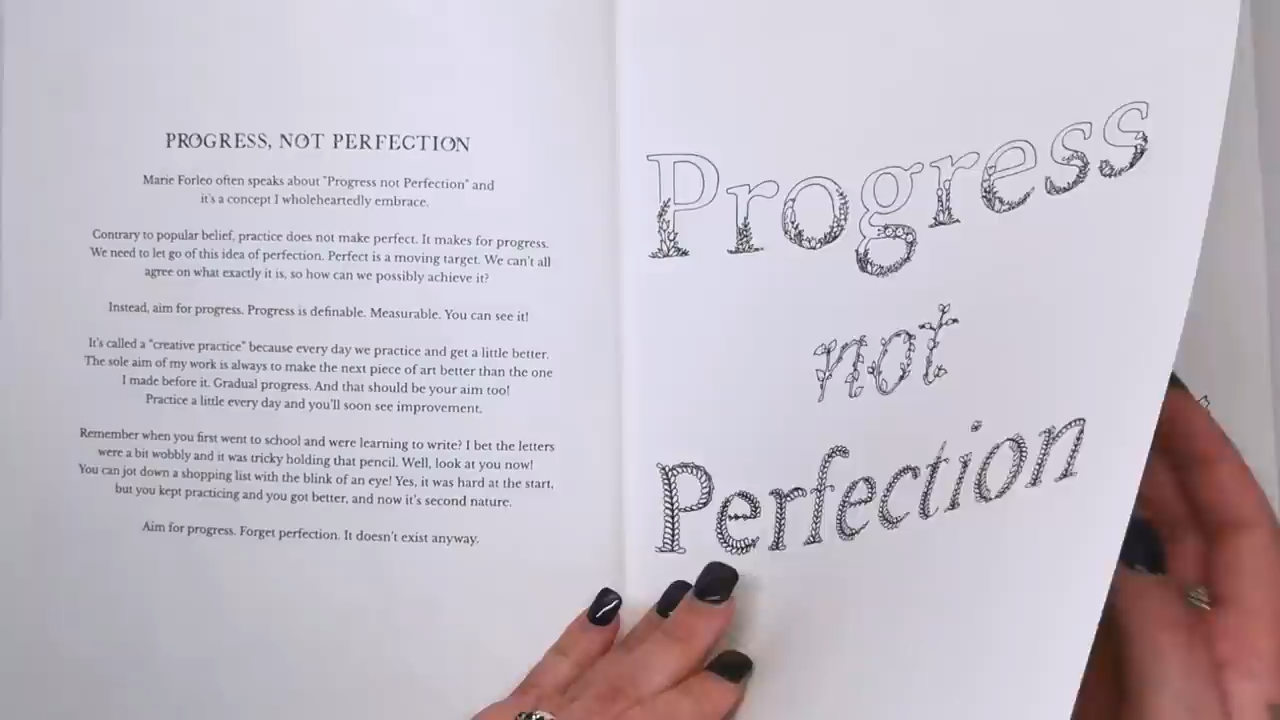 PROGRESS, NOT PERFECTION
Marie Forleo often speaks about "Progress not Perfection" and
it's a concept I wholeheartedly embrace.
Contrary to popular belief, practice does not make perfect. It makes for progress.
We need to let go of this idea of perfection. Perfect is a moving target. We can't all
agree on what exactly it is, so how can we possibly achieve it?
Instead, aim for progress. Progress is definable. Measurable. You can see it!
It's called a "creative practice" because every day we practice and get a little better.
The sole aim of my work is always to make the next piece of art better than the one
I made before it. Gradual progress. And that should be your aim too!
Practice a little every day and you'll soon see improvement.
Remember when you first went to school and were learning to write? I bet the letters
were a bit wobbly and it was tricky holding that pencil. Well, look at you now!
You can jot down a shopping list with the blink of an eye! Yes, it was hard at the start,
but you kept practicing and you got better, and now it's second nature.
Aim for progress. Forget perfection. It doesn't exist anyway.
Progress
not
Perfection